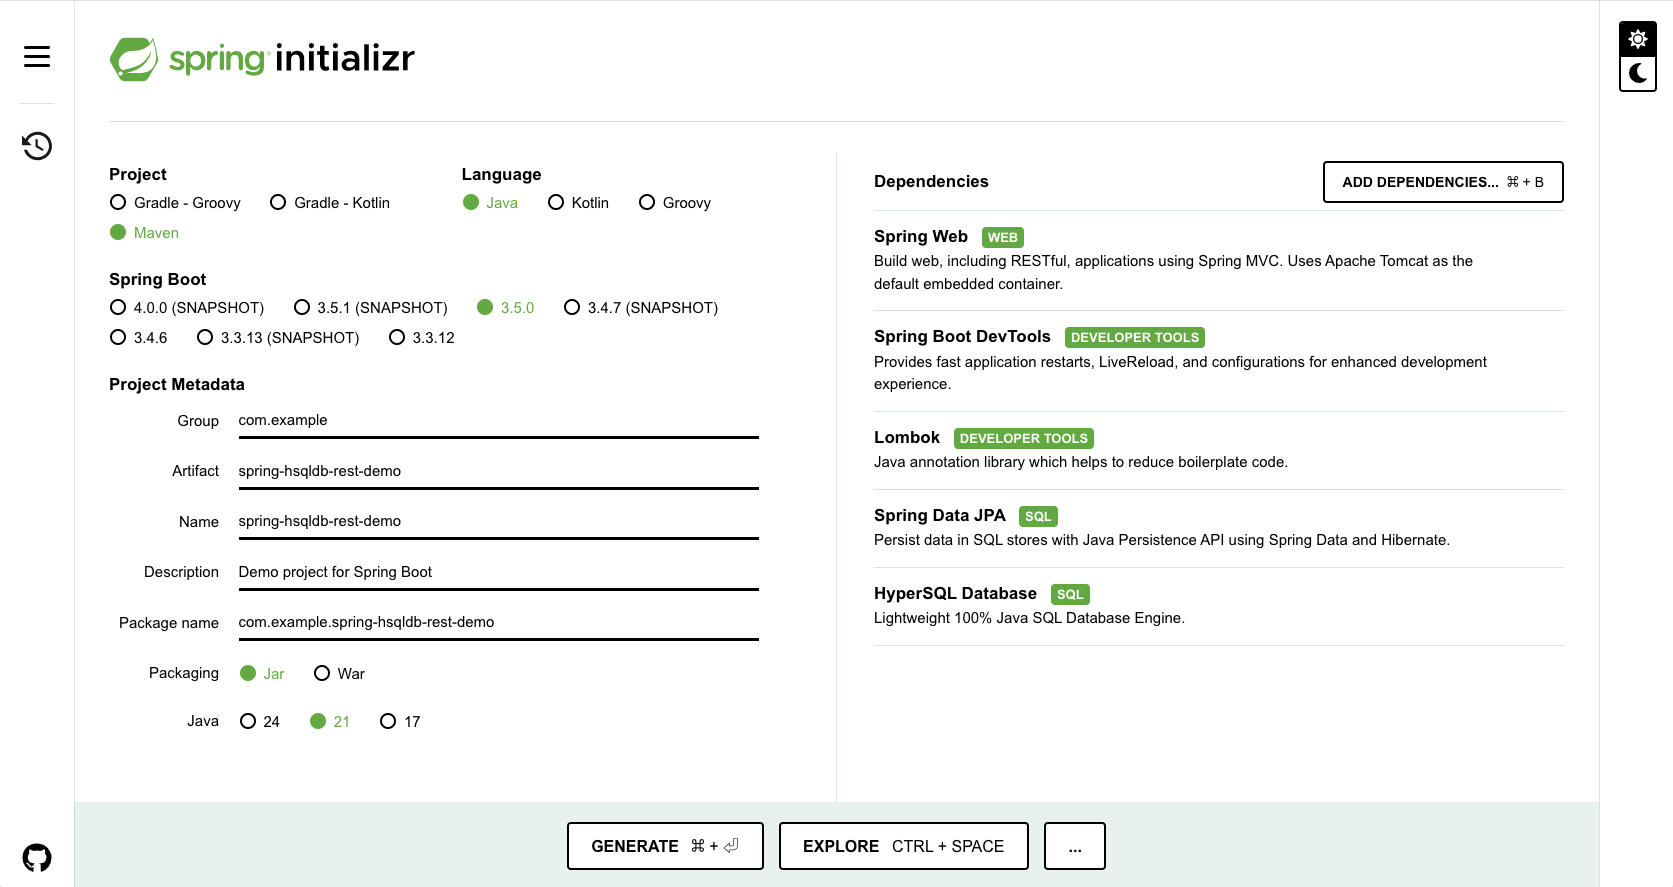 spring initializr
Project
Gradle - Groovy Gradle - Kotlin
Maven
Language
Java Kotlin Groovy
Spring Boot
4.0.0 (SNAPSHOT) 3.5.1 (SNAPSHOT) 3.5.0 3.4.7 (SNAPSHOT)
3.4.6 3.3.13 (SNAPSHOT) 3.3.12
Project Metadata
Group com.example
Artifact spring-hsqldb-rest-demo
Name spring-hsqldb-rest-demo
Description Demo project for Spring Boot
Package name com.example.spring-hsqldb-rest-demo
Packaging Jar War
Java 24 21 17
Dependencies
ADD DEPENDENCIES... ⌘ + B
Spring Web WEB
Build web, including RESTful, applications using Spring MVC. Uses Apache Tomcat as the
default embedded container.
Spring Boot DevTools DEVELOPER TOOLS
Provides fast application restarts, LiveReload, and configurations for enhanced development
experience.
Lombok DEVELOPER TOOLS
Java annotation library which helps to reduce boilerplate code.
Spring Data JPA SQL
Persist data in SQL stores with Java Persistence API using Spring Data and Hibernate.
HyperSQL Database SQL
Lightweight 100% Java SQL Database Engine.
GENERATE ⌘ + ⏎
EXPLORE CTRL + SPACE
...